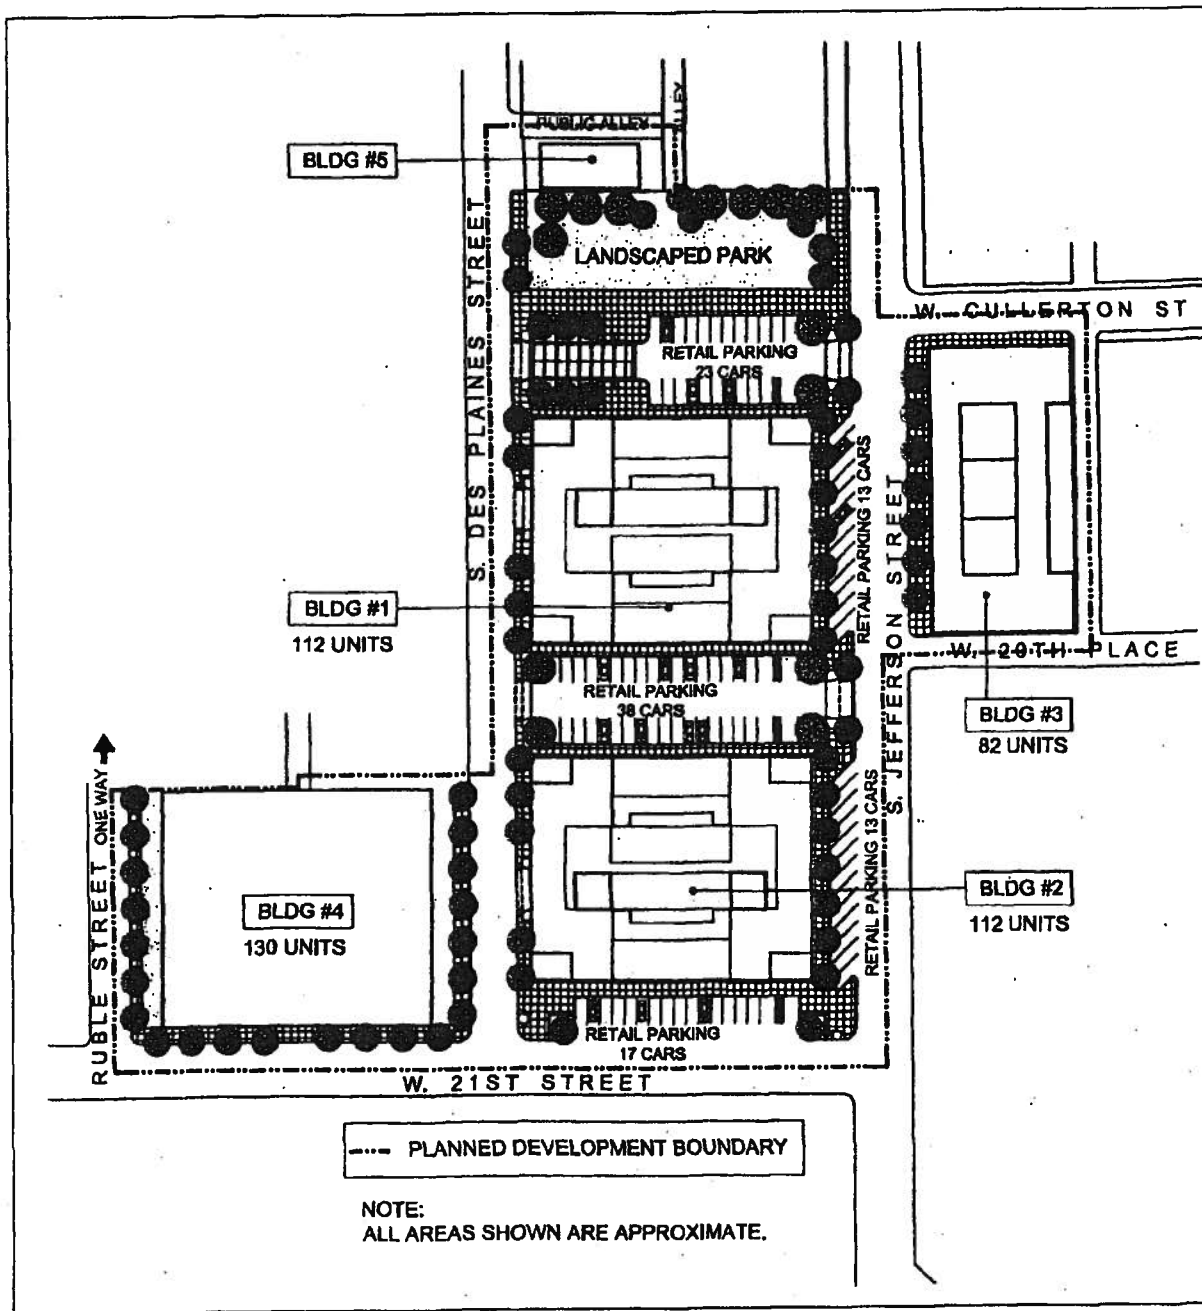 PUBLIC ALLEY
ALLEY
BLDG #5
S. DES PLAINES STREET
LANDSCAPED PARK
W. CULLERTON ST
RETAIL PARKING
23 CARS
RETAIL PARKING 13 CARS
S. JEFFERSON STREET
BLDG #1
112 UNITS
W. 20TH PLACE
RETAIL PARKING
38 CARS
BLDG #3
82 UNITS
RUBLE STREET ONE WAY
RETAIL PARKING 13 CARS
BLDG #4
130 UNITS
BLDG #2
112 UNITS
RETAIL PARKING
17 CARS
W. 21ST STREET
PLANNED DEVELOPMENT BOUNDARY
NOTE:
ALL AREAS SHOWN ARE APPROXIMATE.